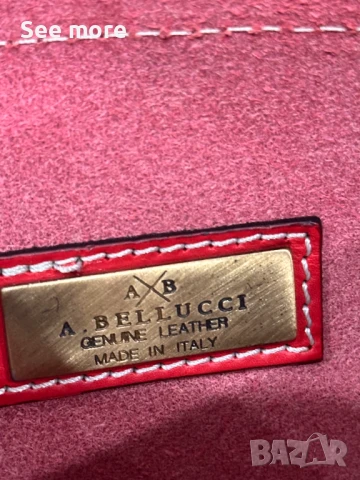 See more
A B
A. BELLUCCI
GENUINE LEATHER
MADE IN ITALY
BAZAR